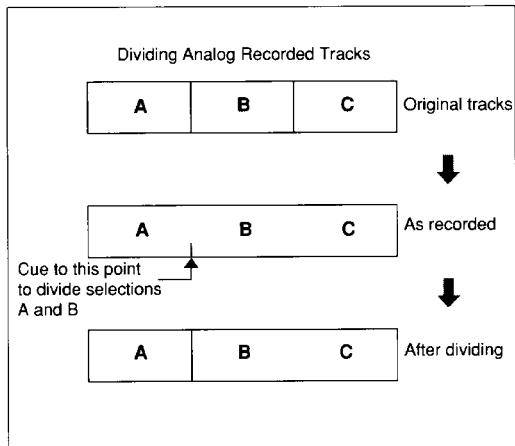 Dividing Analog Recorded Tracks
A B C Original tracks
A B C As recorded
Cue to this point
to divide selections
A and B
A B C After dividing